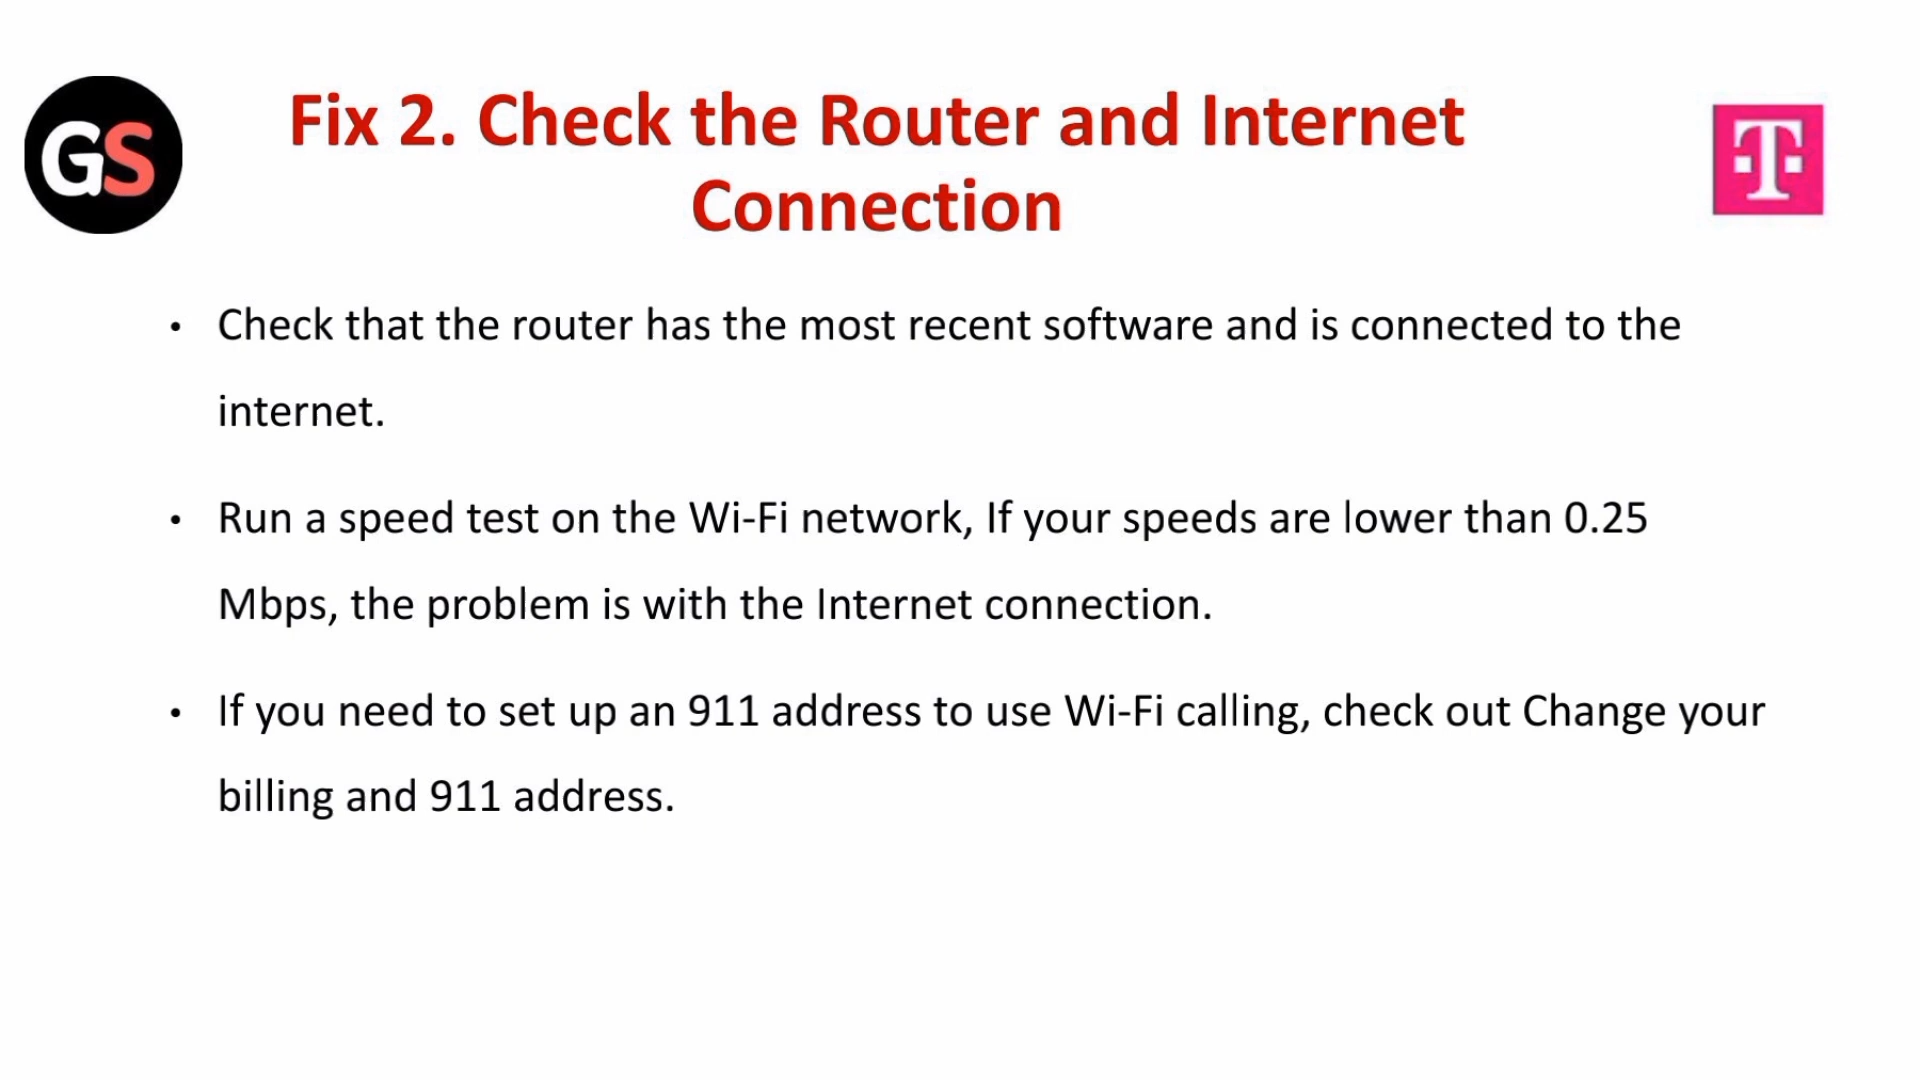 GS
Fix 2. Check the Router and Internet
Connection
T
• Check that the router has the most recent software and is connected to the
internet.
• Run a speed test on the Wi-Fi network, If your speeds are lower than 0.25
Mbps, the problem is with the Internet connection.
• If you need to set up an 911 address to use Wi-Fi calling, check out Change your
billing and 911 address.